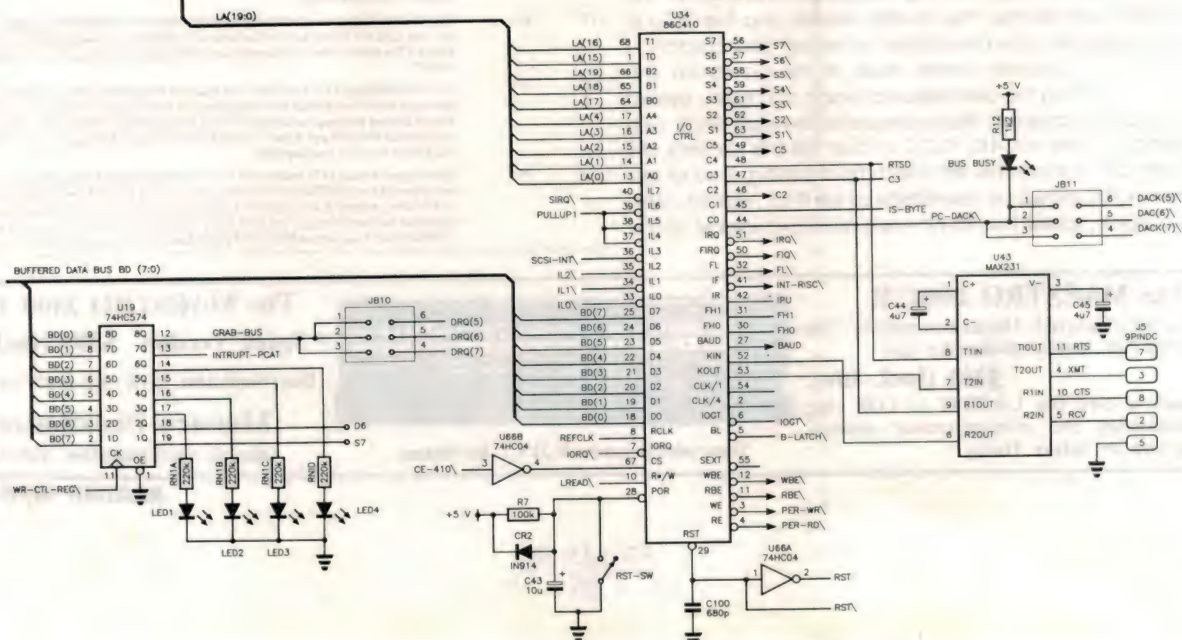 LA(19:0)
U34
86C410
LA(16) 68 T1 S7 56 S7\
LA(15) 1 T0 S6 57 S6\
LA(19) 66 B2 S5 58 S5\
LA(18) 65 B1 S4 59 S4\
LA(17) 64 B0 S3 61 S3\
LA(4) 17 A4 S2 62 S2\
LA(3) 16 A3 S1 63 S1\
LA(2) 15 A2 C5 49 C5
LA(1) 14 A1 C4 48 RTSD
LA(0) 13 A0 C3 47 C3
I/O
CTRL
40 IL7 C2 46 C2
SIRQ\ 39 IL6 C1 45 IS-BYTE
PULLUP1 38 IL5 C0 44 PC-DACK\
37 IL4 IRQ 51 IRQ\
36 IL3 FIRQ 50 FIQ\
SCSI-INT\ 35 IL2 FL 32 FL\
IL2\ 34 IL1 IF 41 INT-RISC\
IL1\ 33 IL0 IR 42 IPU
IL0\
BD(7) 25 D7 FH1 31 FH1
BD(6) 24 D6 FH0 30 FH0
BD(5) 23 D5 BAUD 27 BAUD
BD(4) 22 D4 KIN 52
BD(3) 21 D3 KOUT 53
BD(2) 20 D2 CLK/1 54
BD(1) 19 D1 CLK/4 2
BD(0) 18 D0 IOGT 6 IOGT\
8 RCLK BL 5 B-LATCH\
REFCLK 7 IORQ
IORQ\ 67 CS SEXT 55
10 R*/W WBE 12 WBE\
LREAD\ 28 POR RBE 11 RBE\
WE 3 PER-WR\
RE 4 PER-RD\
RST
29
+5 V
R12
1k2
BUS BUSY
JB11
1 6 DACK(5)\
2 5 DAC(6)\
3 4 DACK(7)\
U43
MAX231
1 C+ V- 3
C44
4u7
2 C-
C45
4u7
J5
9PINDC
8 T1IN TIOUT 11 RTS 7
7 T2IN T2OUT 4 XMT 3
9 R1OUT R1IN 10 CTS 8
6 R2OUT R2IN 5 RCV 2
5
BUFFERED DATA BUS BD (7:0)
U19
74HC574
BD(0) 9 8D 8Q 12 GRAB-BUS
BD(1) 8 7D 7Q 13 INTRUPT-PCAT
BD(2) 7 6D 6Q 14
BD(3) 6 5D 5Q 15
BD(4) 5 4D 4Q 16
BD(5) 4 3D 3Q 17
BD(6) 3 2D 2Q 18 D6
BD(7) 2 1D 1Q 19 S7
CK OE
WR-CTL-REG\ 11 1
JB10
1 6 DRQ(5)
2 5 DRQ(6)
3 4 DRQ(7)
RN1A
220k
RN1B
220k
RN1C
220k
RN1D
220k
LED1
LED2
LED3
LED4
U66B
74HC04
CE-410\ 3 4
+5 V
R7
100k
CR2
IN914
C43
10u
+
RST-SW
U66A
74HC04
1 2 RST
C100
680p
RST\